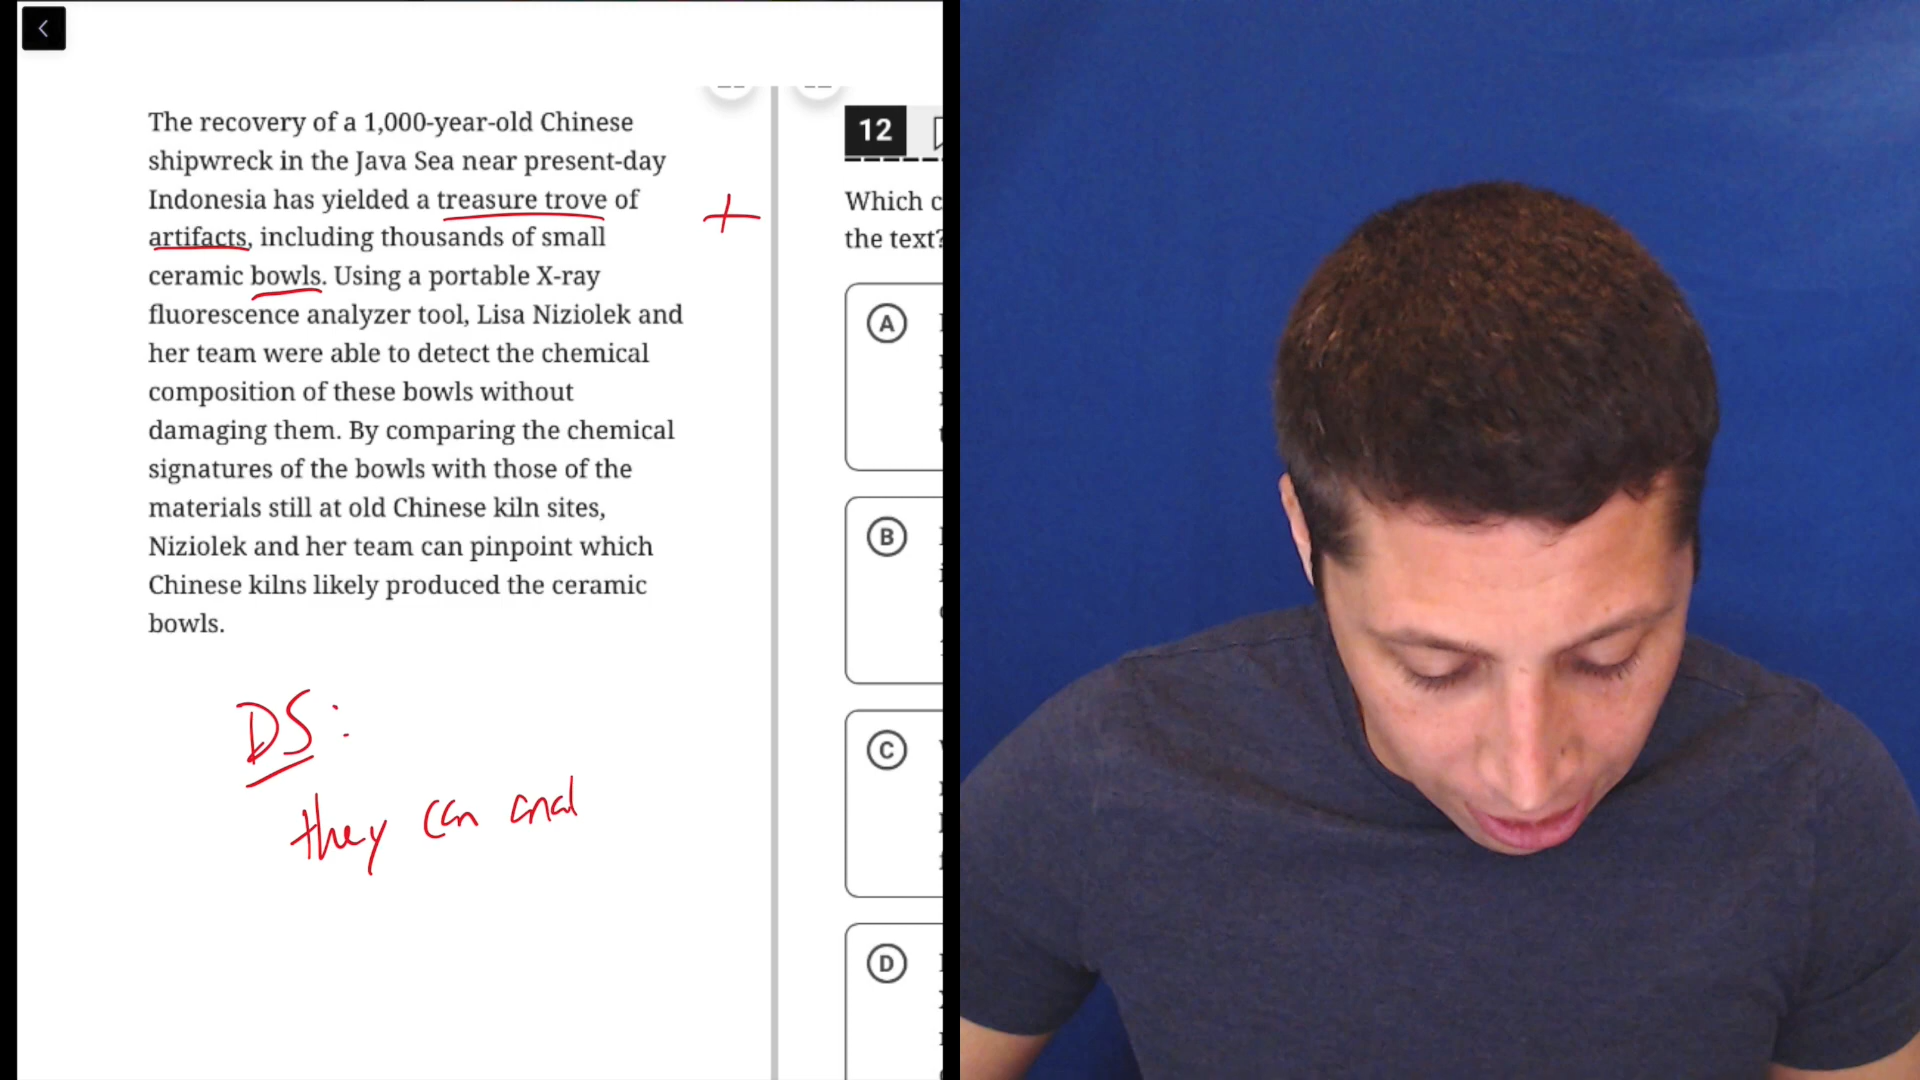 The recovery of a 1,000-year-old Chinese
shipwreck in the Java Sea near present-day
Indonesia has yielded a treasure trove of
artifacts, including thousands of small
ceramic bowls. Using a portable X-ray
fluorescence analyzer tool, Lisa Niziolek and
her team were able to detect the chemical
composition of these bowls without
damaging them. By comparing the chemical
signatures of the bowls with those of the
materials still at old Chinese kiln sites,
Niziolek and her team can pinpoint which
Chinese kilns likely produced the ceramic
bowls.
+
DS:
they can anal
12
Which c
the text?
A
B
C
D